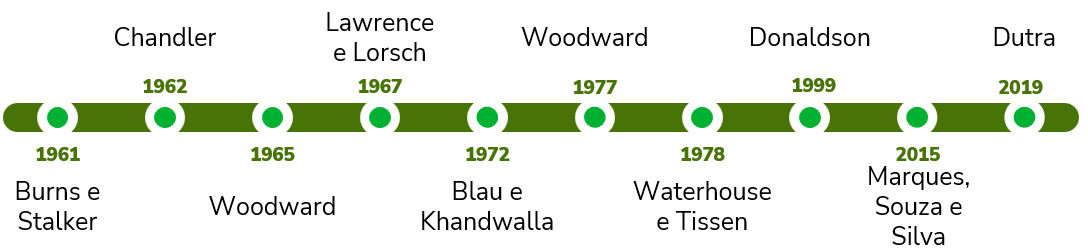 Chandler
1962
Lawrence
e Lorsch
1967
Woodward
1977
Donaldson
1999
Dutra
2019
1961
Burns e
Stalker
1965
Woodward
1972
Blau e
Khandwalla
1978
Waterhouse
e Tissen
2015
Marques,
Souza e
Silva